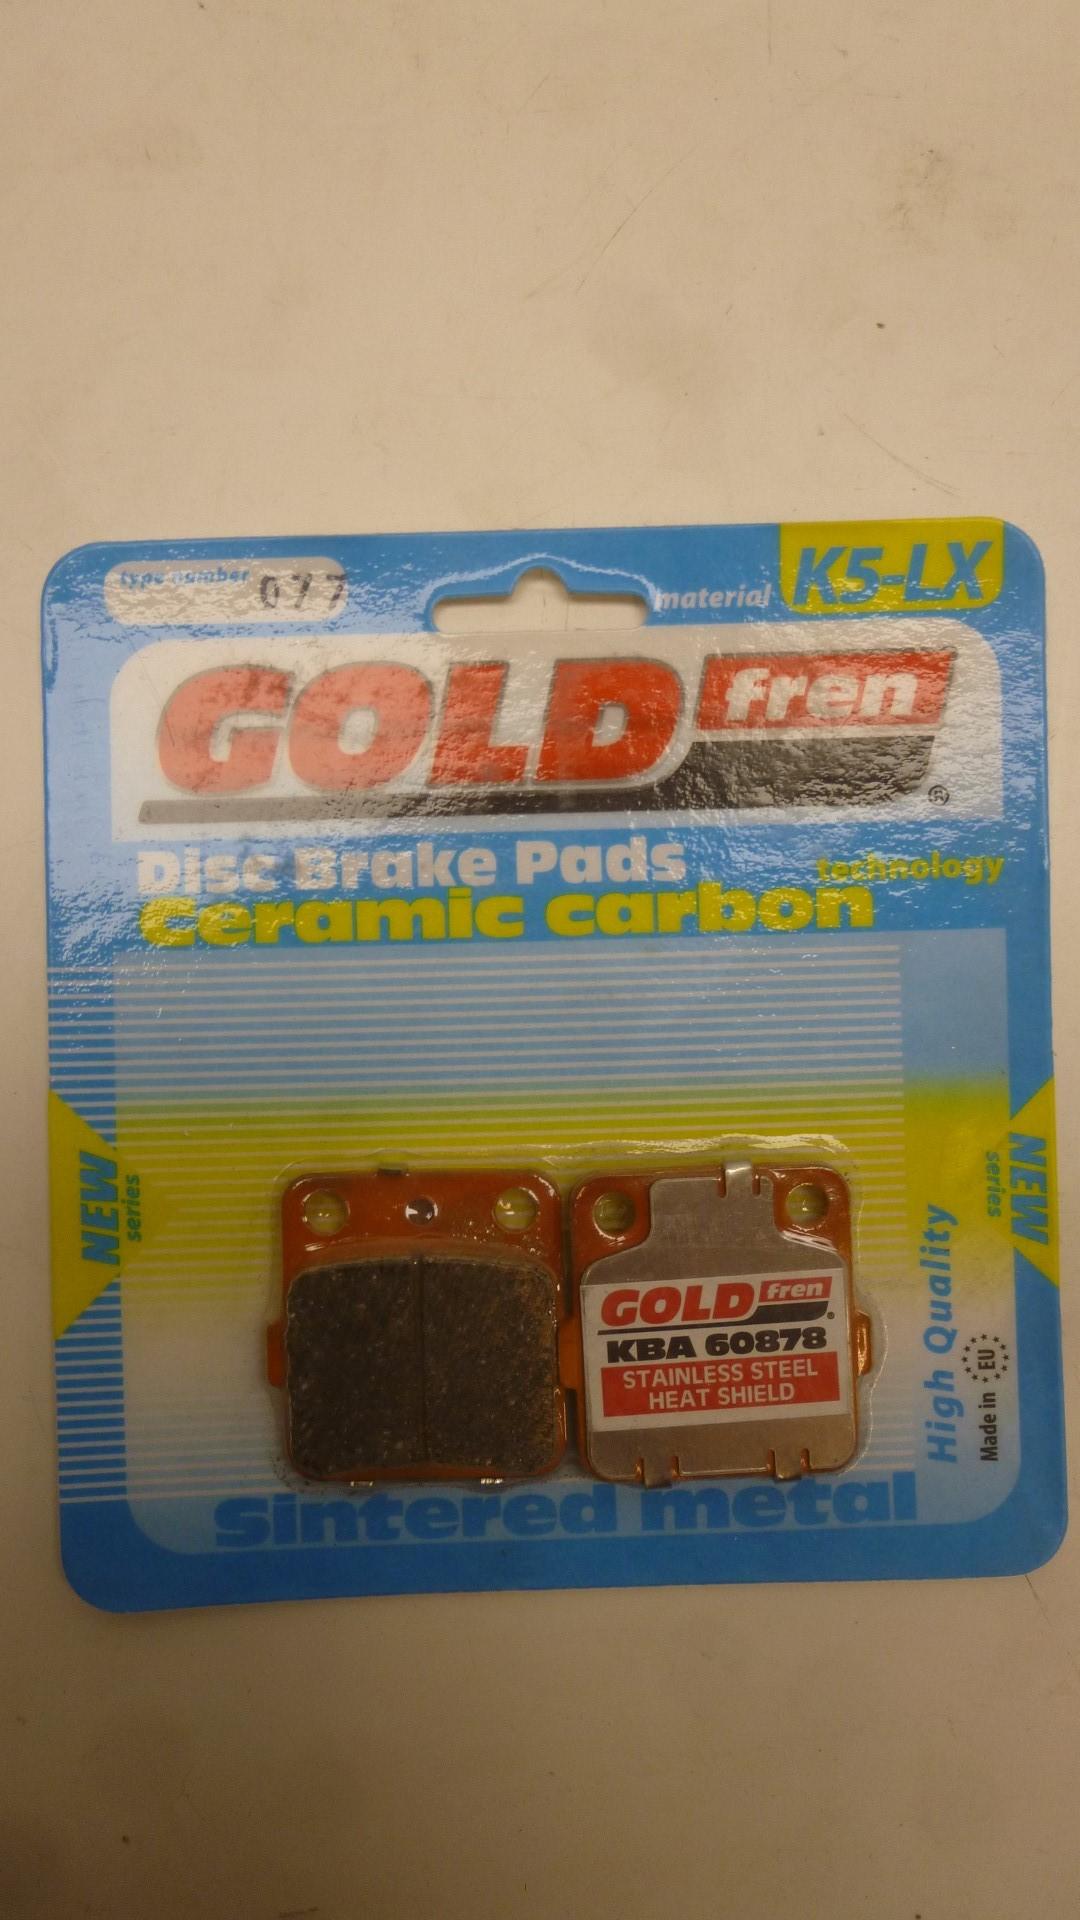 type number 077
material K5-LX
GOLD fren ®
Disc Brake Pads
technology
Ceramic carbon
NEW
series
NEW
series
High Quality
Made in EU
GOLD fren ®
KBA 60878
STAINLESS STEEL
HEAT SHIELD
Sintered metal